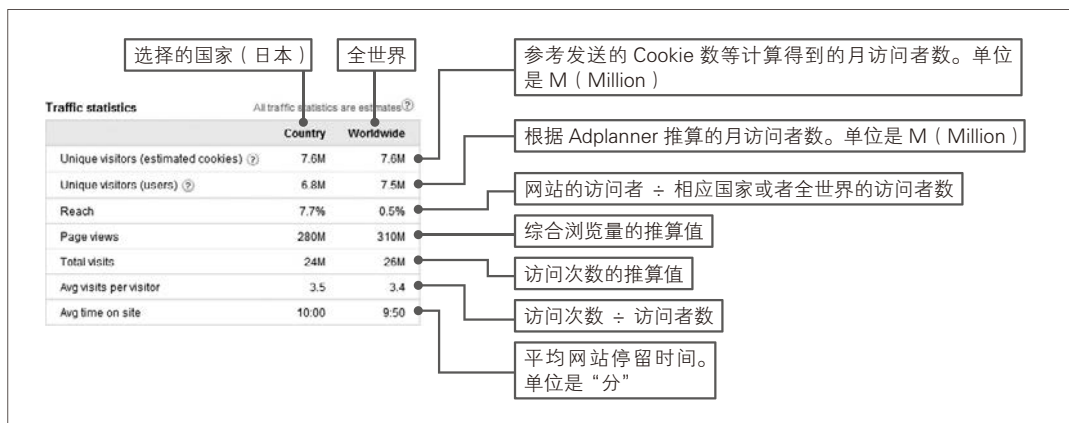 选择的国家（日本）
全世界
参考发送的 Cookie 数等计算得到的月访问者数。单位
是 M（Million）
Traffic statistics
All traffic statistics are estimates ?
Country Worldwide
Unique visitors (estimated cookies) ? 7.6M 7.6M
根据 Adplanner 推算的月访问者数。单位是 M（Million）
Unique visitors (users) ? 6.8M 7.5M
网站的访问者 ÷ 相应国家或者全世界的访问者数
Reach 7.7% 0.5%
综合浏览量的推算值
Page views 280M 310M
访问次数的推算值
Total visits 24M 26M
Avg visits per visitor 3.5 3.4
访问次数 ÷ 访问者数
Avg time on site 10:00 9:50
平均网站停留时间。
单位是“分”